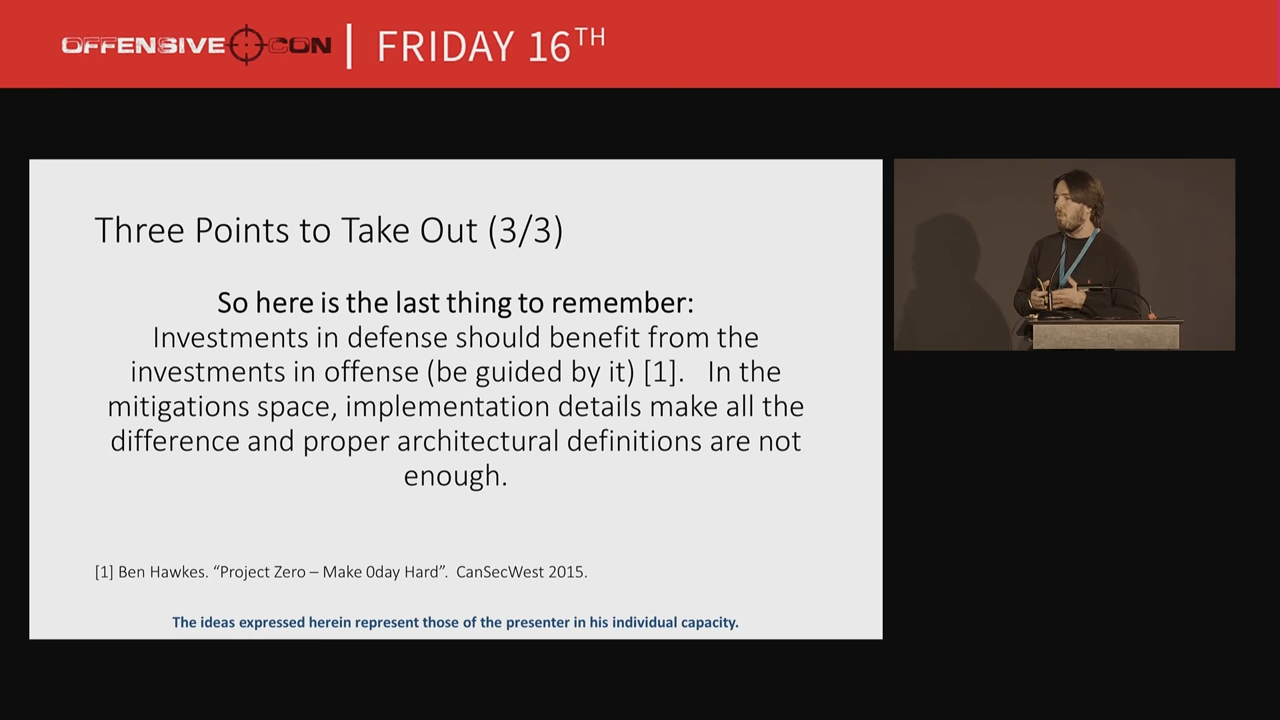 OFFENSIVE CON | FRIDAY 16TH
Three Points to Take Out (3/3)
So here is the last thing to remember:
Investments in defense should benefit from the
investments in offense (be guided by it) [1].   In the
mitigations space, implementation details make all the
difference and proper architectural definitions are not
enough.
[1] Ben Hawkes. “Project Zero – Make 0day Hard”.  CanSecWest 2015.
The ideas expressed herein represent those of the presenter in his individual capacity.